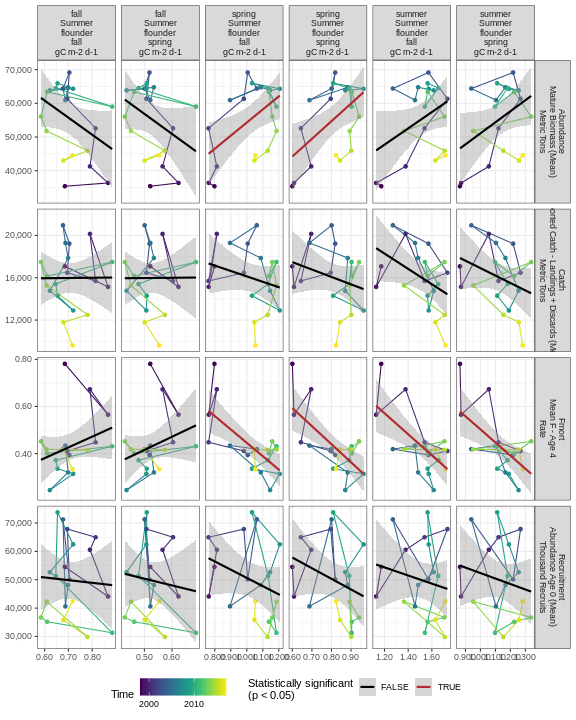 fall
Summer
flounder
fall
gC m-2 d-1
fall
Summer
flounder
spring
gC m-2 d-1
spring
Summer
flounder
fall
gC m-2 d-1
spring
Summer
flounder
spring
gC m-2 d-1
summer
Summer
flounder
fall
gC m-2 d-1
summer
Summer
flounder
spring
gC m-2 d-1
70,000
60,000
50,000
40,000
Abundance
Mature Biomass (Mean)
Metric Tons
20,000
16,000
12,000
Catch
orted Catch - Landings + Discards (M
Metric Tons
0.80
0.60
0.40
Fmort
Mean F - Age 4
Rate
70,000
60,000
50,000
40,000
30,000
Recruitment
Abundance Age 0 (Mean)
Thousand Recruits
0.60 0.70 0.80
0.50 0.60
0.60 0.70 0.80 0.90
1.20 1.40 1.60
Time
2000 2010
Statistically significant
(p < 0.05)
FALSE
TRUE